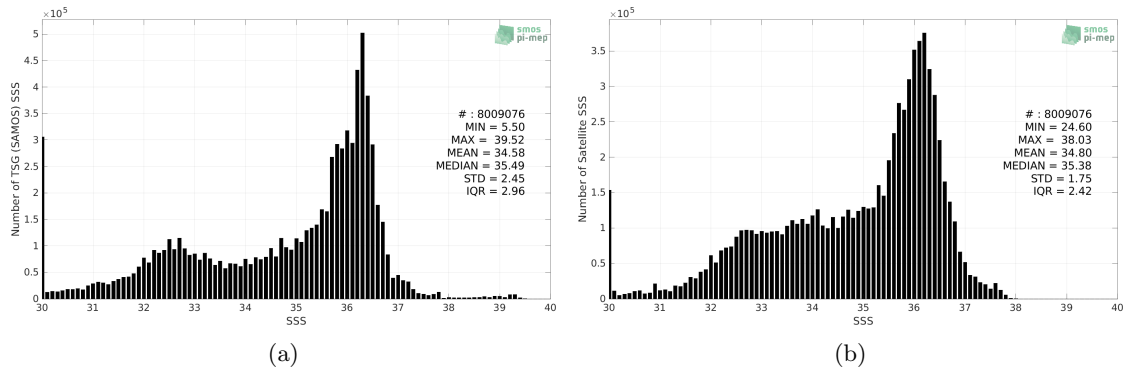 ×10⁵
5
4.5
4
3.5
3
2.5
2
1.5
1
0.5
0
Number of TSG (SAMOS) SSS
smos
pi-mep
# : 8009076
MIN = 5.50
MAX = 39.52
MEAN = 34.58
MEDIAN = 35.49
STD = 2.45
IQR = 2.96
30 31 32 33 34 35 36 37 38 39 40
SSS
(a)
×10⁵
3.5
3
2.5
2
1.5
1
0.5
0
Number of Satellite SSS
smos
pi-mep
# : 8009076
MIN = 24.60
MAX = 38.03
MEAN = 34.80
MEDIAN = 35.38
STD = 1.75
IQR = 2.42
30 31 32 33 34 35 36 37 38 39 40
SSS
(b)